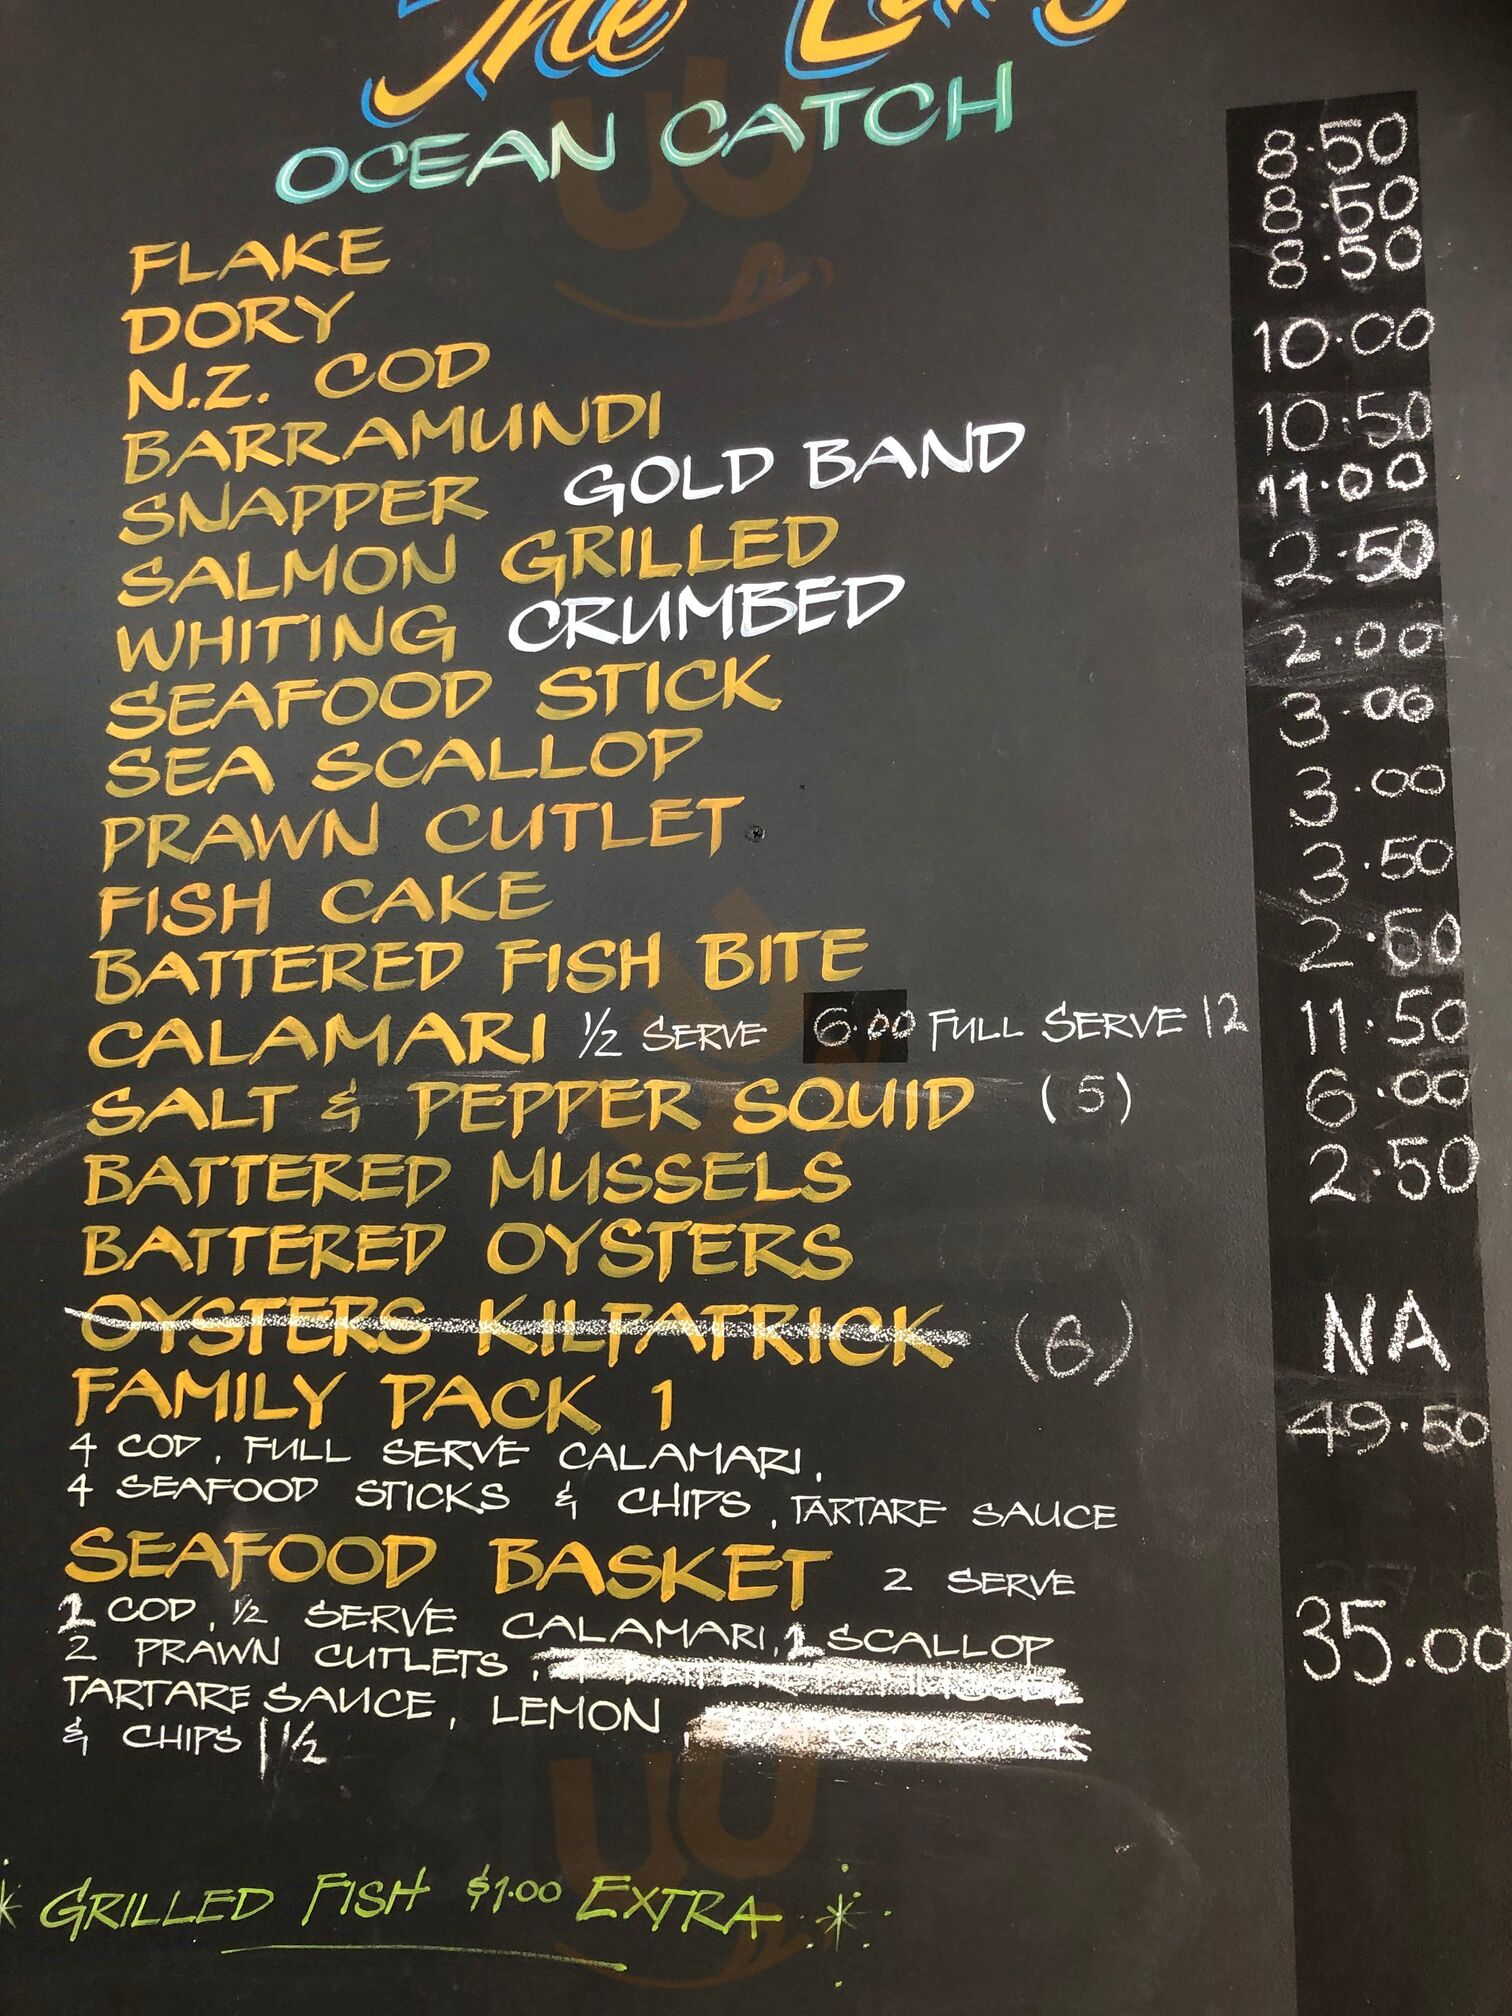 The
OCEAN CATCH
FLAKE 8.50
DORY 8.50
N.Z. COD 8.50
BARRAMUNDI 10.00
SNAPPER GOLD BAND 10.50
SALMON GRILLED 11.00
WHITING CRUMBED 2.50
SEAFOOD STICK 2.00
SEA SCALLOP 3.00
PRAWN CUTLET 3.00
FISH CAKE 3.50
BATTERED FISH BITE
CALAMARI 1/2 SERVE 6.00 FULL SERVE 12
SALT & PEPPER SQUID (5) 11.50
BATTERED MUSSELS 6.00
BATTERED OYSTERS 2.50
OYSTERS KILPATRICK (6) NA
FAMILY PACK 1 49.50
4 COD, FULL SERVE CALAMARI,
4 SEAFOOD STICKS & CHIPS, TARTARE SAUCE
SEAFOOD BASKET 2 SERVE 35.00
1 COD, 1/2 SERVE CALAMARI, 1 SCALLOP
2 PRAWN CUTLETS,
TARTARE SAUCE, LEMON,
& CHIPS 1 1/2
GRILLED FISH $1.00 EXTRA